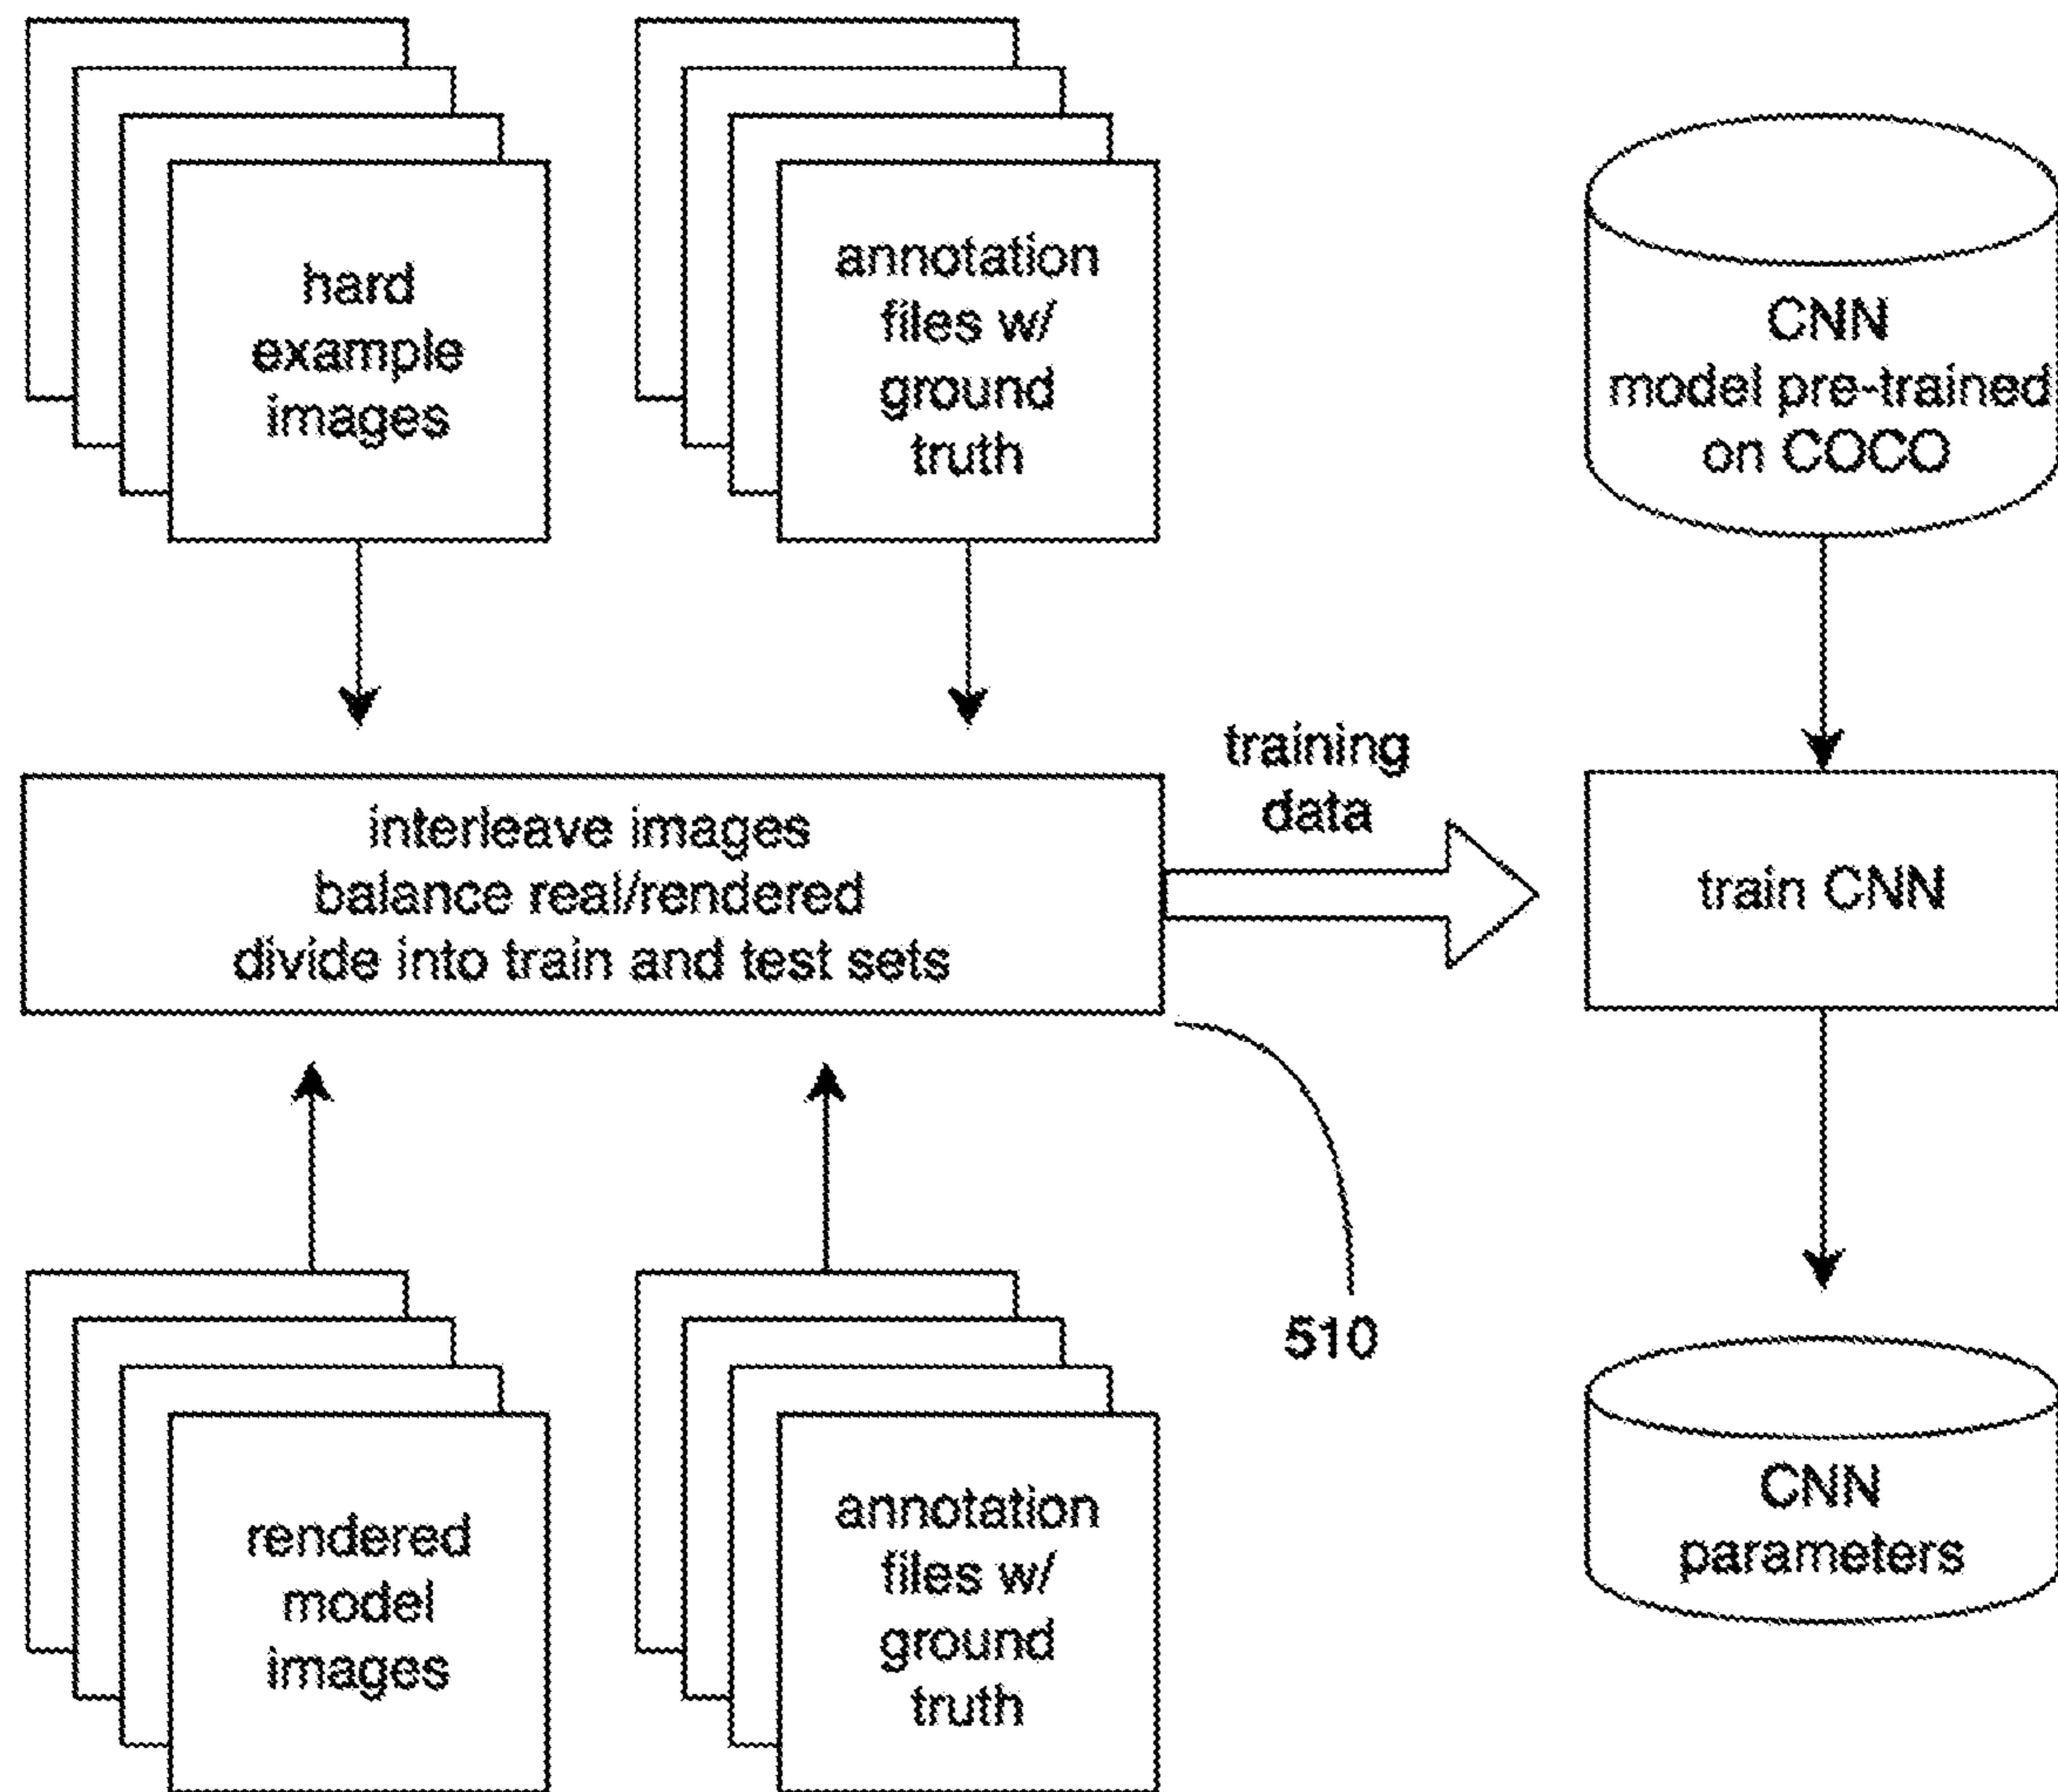 hard
example
images
annotation
files w/
ground
truth
CNN
model pre-trained
on COCO
interleave images
balance real/rendered
divide into train and test sets
training
data
train CNN
510
rendered
model
images
annotation
files w/
ground
truth
CNN
parameters